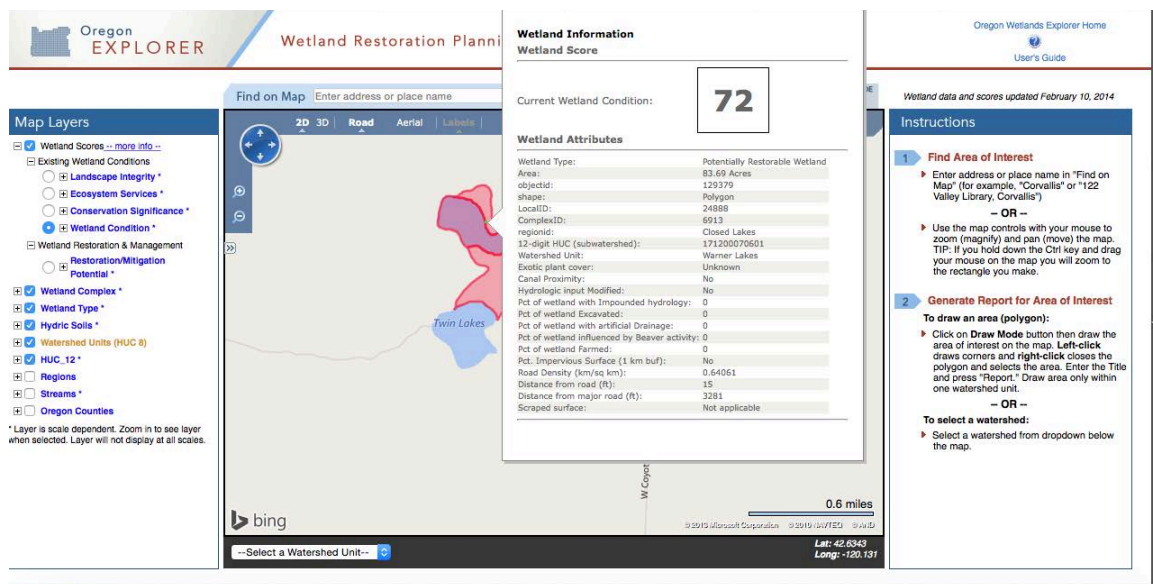 Oregon
EXPLORER
Wetland Restoration Planni
Oregon Wetlands Explorer Home
User's Guide
Find on Map Enter address or place name
Wetland data and scores updated February 10, 2014
Map Layers
Wetland Scores -- more info --
Existing Wetland Conditions
Landscape Integrity *
Ecosystem Services *
Conservation Significance *
Wetland Condition *
Wetland Restoration & Management
Restoration/Mitigation
Potential *
Wetland Complex *
Wetland Type *
Hydric Soils *
Watershed Units (HUC 8)
HUC_12 *
Regions
Streams *
Oregon Counties
* Layer is scale dependent. Zoom in to see layer
when selected. Layer will not display at all scales.
2D 3D Road Aerial Labels
Twin Lakes
W Coyot
0.6 miles
bing
© 2013 Microsoft Corporation © 2010 NAVTEQ © AND
--Select a Watershed Unit--
Lat: 42.6343
Long: -120.131
Wetland Information
Wetland Score
Current Wetland Condition: 72
Wetland Attributes
Wetland Type: Potentially Restorable Wetland
Area: 83.69 Acres
objectid: 129379
shape: Polygon
LocalID: 24888
ComplexID: 6913
regionid: Closed Lakes
12-digit HUC (subwatershed): 171200070601
Watershed Unit: Warner Lakes
Exotic plant cover: Unknown
Canal Proximity: No
Hydrologic input Modified: No
Pct of wetland with Impounded hydrology: 0
Pct of wetland Excavated: 0
Pct of wetland with artificial Drainage: 0
Pct of wetland influenced by Beaver activity: 0
Pct of wetland Farmed: 0
Pct. Impervious Surface (1 km buf): No
Road Density (km/sq km): 0.64061
Distance from road (ft): 15
Distance from major road (ft): 3281
Scraped surface: Not applicable
Instructions
1 Find Area of Interest
Enter address or place name in "Find on
Map" (for example, "Corvallis" or "122
Valley Library, Corvallis")
-- OR --
Use the map controls with your mouse to
zoom (magnify) and pan (move) the map.
TIP: If you hold down the Ctrl key and drag
your mouse on the map you will zoom to
the rectangle you make.
2 Generate Report for Area of Interest
To draw an area (polygon):
Click on Draw Mode button then draw the
area of interest on the map. Left-click
draws corners and right-click closes the
polygon and selects the area. Enter the Title
and press "Report." Draw area only within
one watershed unit.
-- OR --
To select a watershed:
Select a watershed from dropdown below
the map.